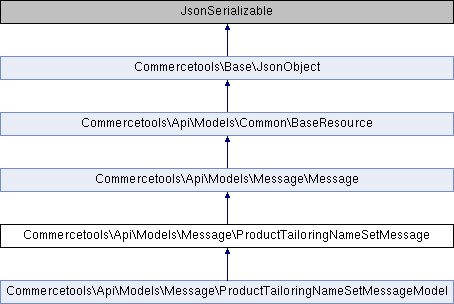 JsonSerializable
Commercetools\Base\JsonObject
Commercetools\Api\Models\Common\BaseResource
Commercetools\Api\Models\Message\Message
Commercetools\Api\Models\Message\ProductTailoringNameSetMessage
Commercetools\Api\Models\Message\ProductTailoringNameSetMessageModel